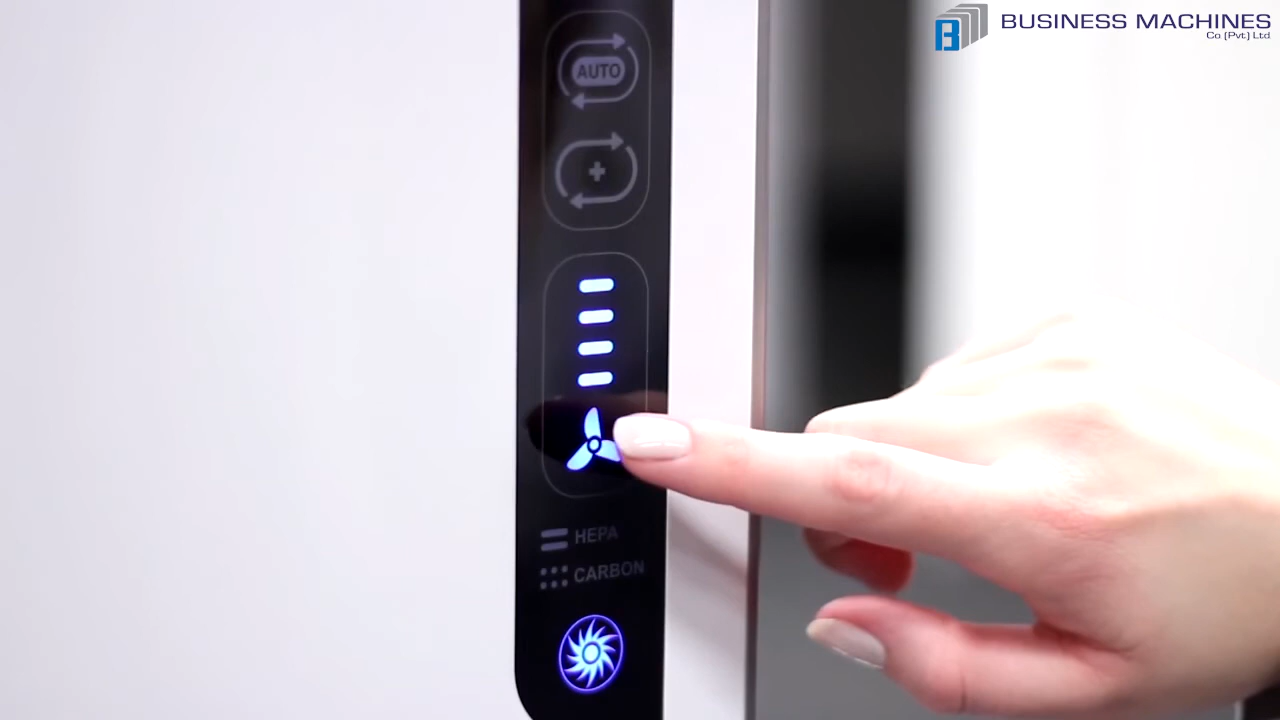 BUSINESS MACHINES
Co (Pvt) Ltd
AUTO
HEPA
CARBON